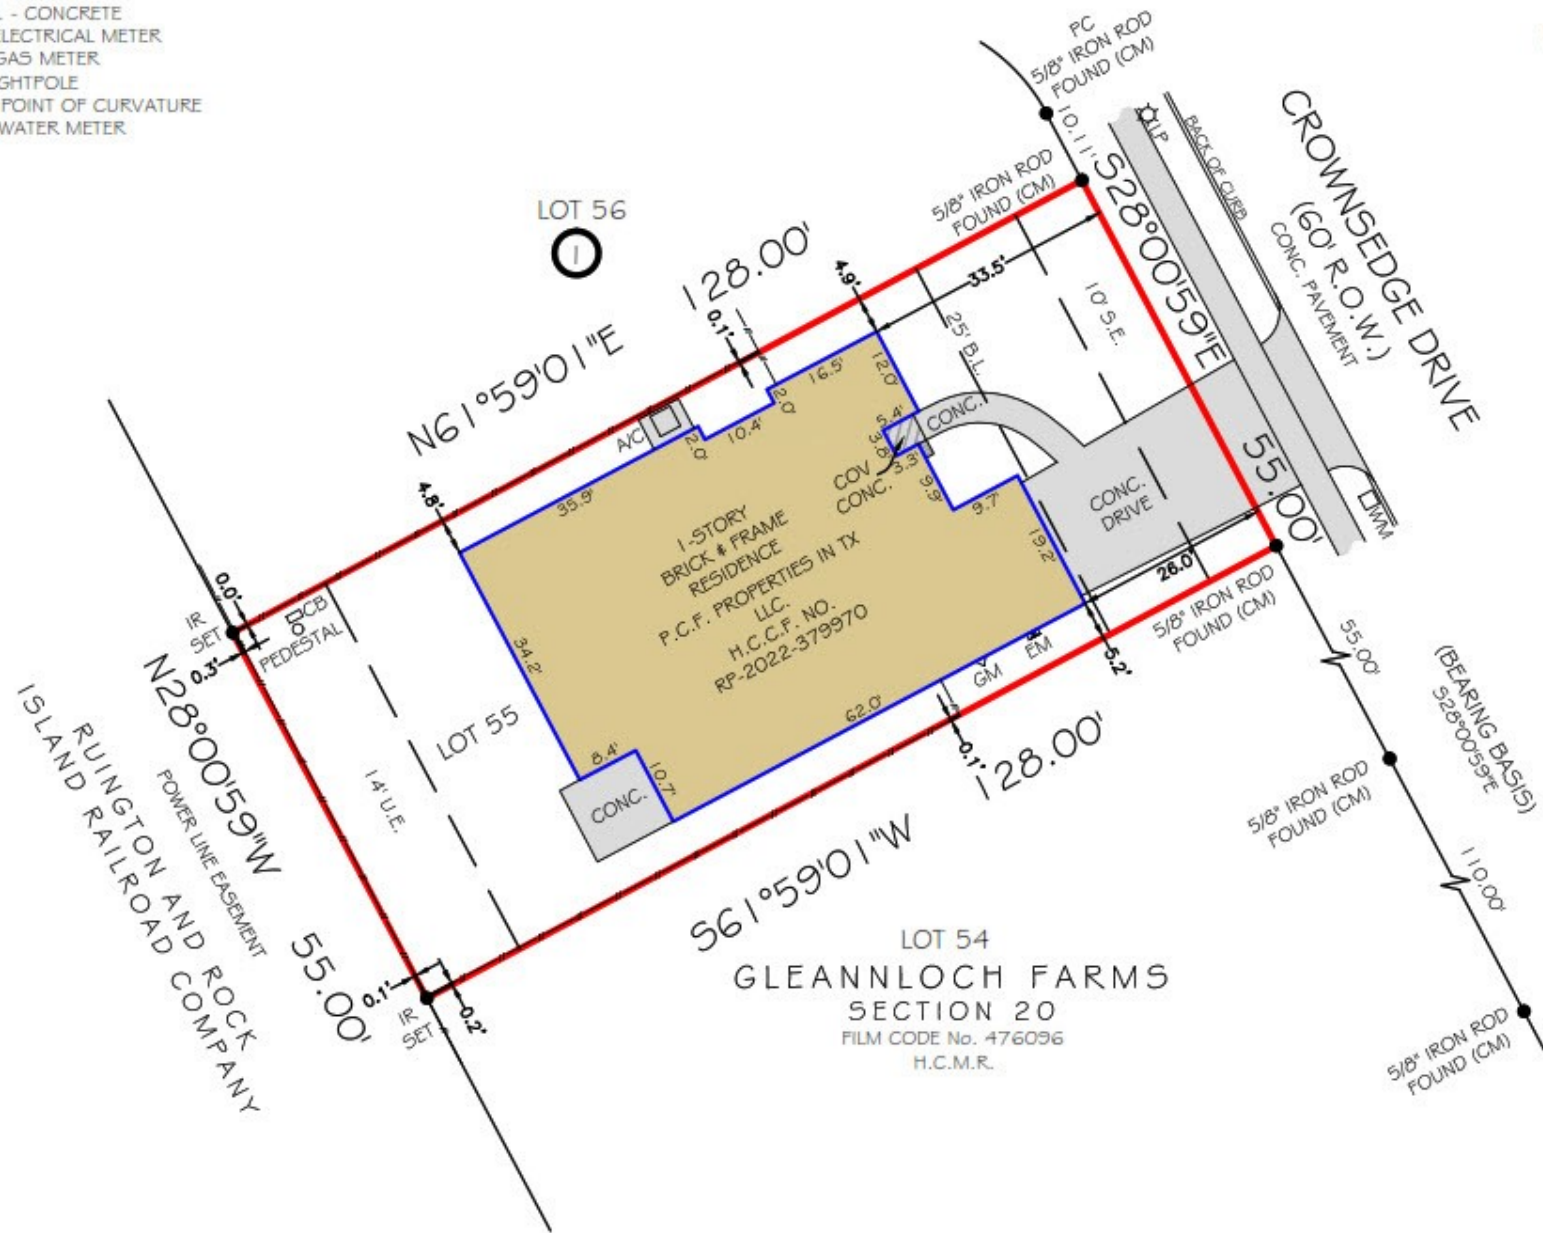 . - CONCRETE
ELECTRICAL METER
GAS METER
GHTPOLE
POINT OF CURVATURE
WATER METER
PC
5/8" IRON ROD
FOUND (CM)
10.11'
LP
BACK OF CURB
CROWNSEDGE DRIVE
(60' R.O.W.)
CONC. PAVEMENT
5/8" IRON ROD
FOUND (CM)
S28°00'59"E
55.00'
LOT 56
1
N61°59'01"E
128.00'
0.1'
4.9'
33.5'
25' B.L.
10' S.E.
16.5'
12.0'
2.0'
10.4'
2.0'
A/C
35.9'
4.8'
5.4'
3.8'
3.3'
CONC.
COV
CONC.
9.9'
9.7'
19.2'
CONC.
DRIVE
WM
26.0'
1-STORY
BRICK & FRAME
RESIDENCE
P.C.F. PROPERTIES IN TX
LLC.
H.C.C.F. NO.
RP-2022-379970
0.0'
IR
SET
0.3'
CB
PEDESTAL
34.2'
LOT 55
14' U.E.
8.4'
10.7'
CONC.
62.0'
GM
EM
5.2'
0.1'
5/8" IRON ROD
FOUND (CM)
128.00'
S61°59'01"W
N28°00'59"W
55.00'
POWER LINE EASEMENT
RUINGTON AND ROCK
ISLAND RAILROAD COMPANY
0.1'
IR
SET
0.2'
55.00'
(BEARING BASIS)
S28°00'59"E
5/8" IRON ROD
FOUND (CM)
110.00'
5/8" IRON ROD
FOUND (CM)
LOT 54
GLEANNLOCH FARMS
SECTION 20
FILM CODE No. 476096
H.C.M.R.